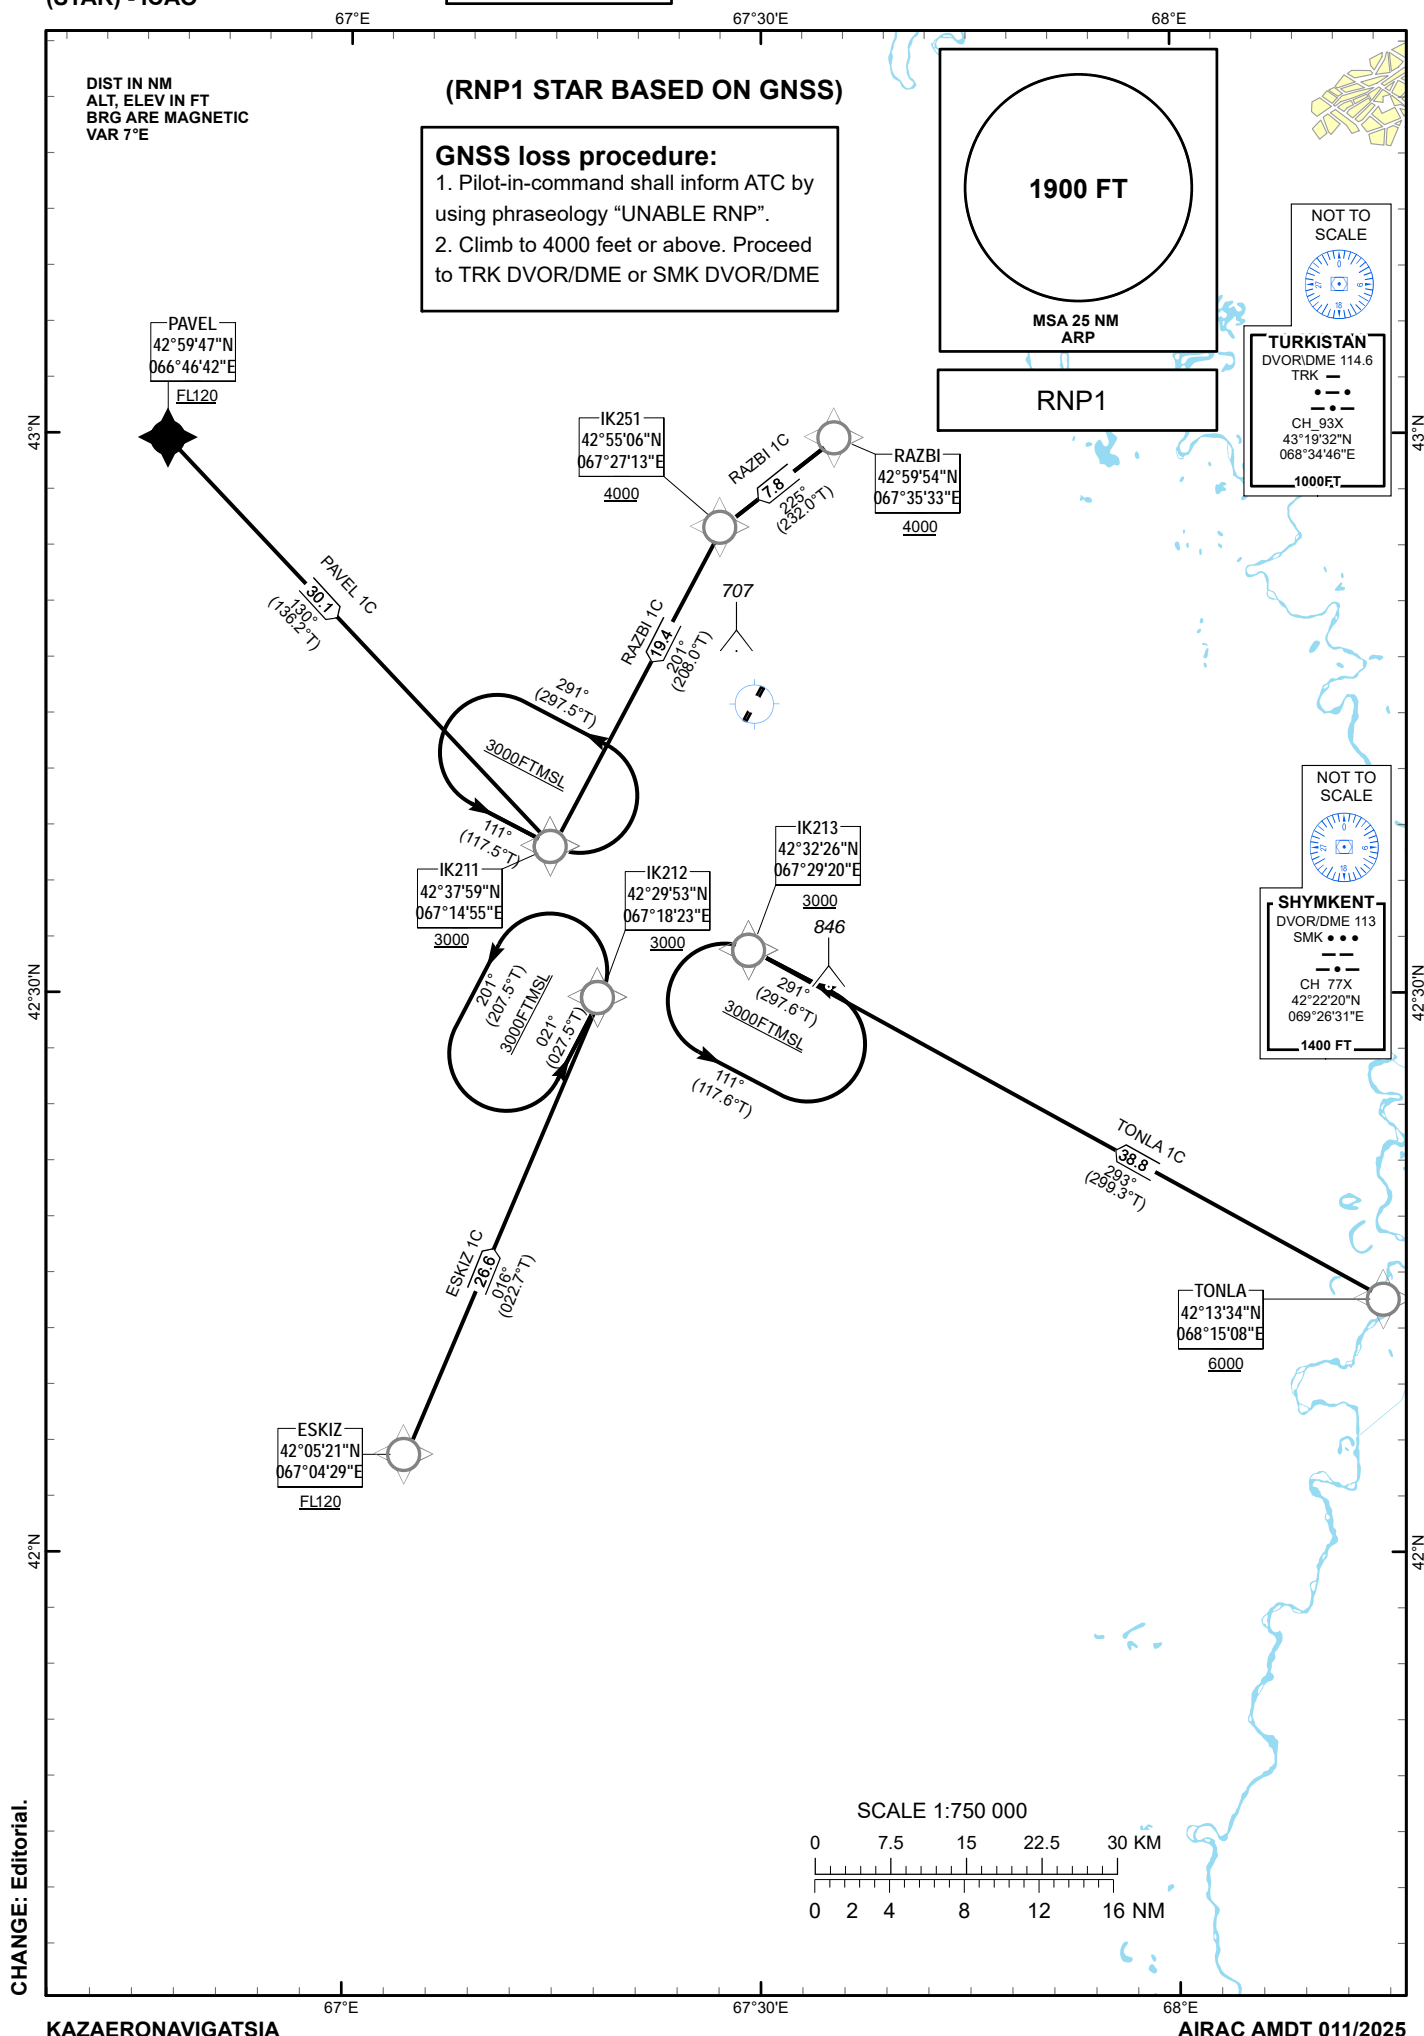 (STAR) - ICAO
67°E
67°30'E
68°E
DIST IN NM
ALT, ELEV IN FT
BRG ARE MAGNETIC
VAR 7°E
(RNP1 STAR BASED ON GNSS)
GNSS loss procedure:
1. Pilot-in-command shall inform ATC by
using phraseology “UNABLE RNP”.
2. Climb to 4000 feet or above. Proceed
to TRK DVOR/DME or SMK DVOR/DME
1900 FT
MSA 25 NM
ARP
RNP1
NOT TO
SCALE
0
9
18
27
TURKISTAN
DVOR\DME 114.6
TRK
CH_93X
43°19'32"N
068°34'46"E
1000FT
PAVEL
42°59'47"N
066°46'42"E
FL120
43°N
43°N
IK251
42°55'06"N
067°27'13"E
4000
RAZBI 1C
7.8
225°
(232.0°T)
RAZBI
42°59'54"N
067°35'33"E
4000
PAVEL 1C
30.1
130°
(136.2°T)
RAZBI 1C
19.4
201°
(208.0°T)
707
291°
(297.5°T)
3000FTMSL
111°
(117.5°T)
IK211
42°37'59"N
067°14'55"E
3000
IK212
42°29'53"N
067°18'23"E
3000
IK213
42°32'26"N
067°29'20"E
3000
846
NOT TO
SCALE
0
9
18
27
SHYMKENT
DVOR/DME 113
SMK
CH 77X
42°22'20"N
069°26'31"E
1400 FT
42°30'N
42°30'N
201°
(207.5°T)
3000FTMSL
021°
(027.5°T)
291°
(297.6°T)
3000FTMSL
111°
(117.6°T)
TONLA 1C
38.8
293°
(299.3°T)
ESKIZ 1C
26.6
016°
(022.7°T)
TONLA
42°13'34"N
068°15'08"E
6000
ESKIZ
42°05'21"N
067°04'29"E
FL120
42°N
42°N
SCALE 1:750 000
0 7.5 15 22.5 30 KM
0 2 4 8 12 16 NM
CHANGE: Editorial.
67°E
67°30'E
68°E
KAZAERONAVIGATSIA
AIRAC AMDT 011/2025